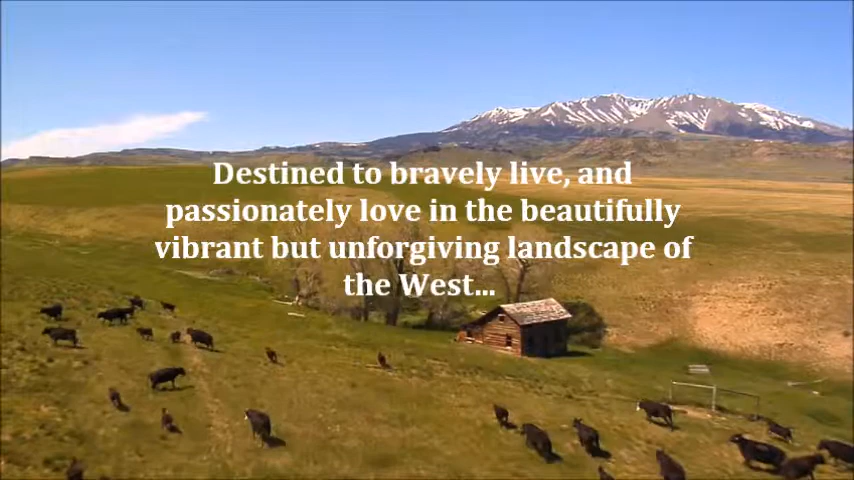 Destined to bravely live, and
passionately love in the beautifully
vibrant but unforgiving landscape of
the West...